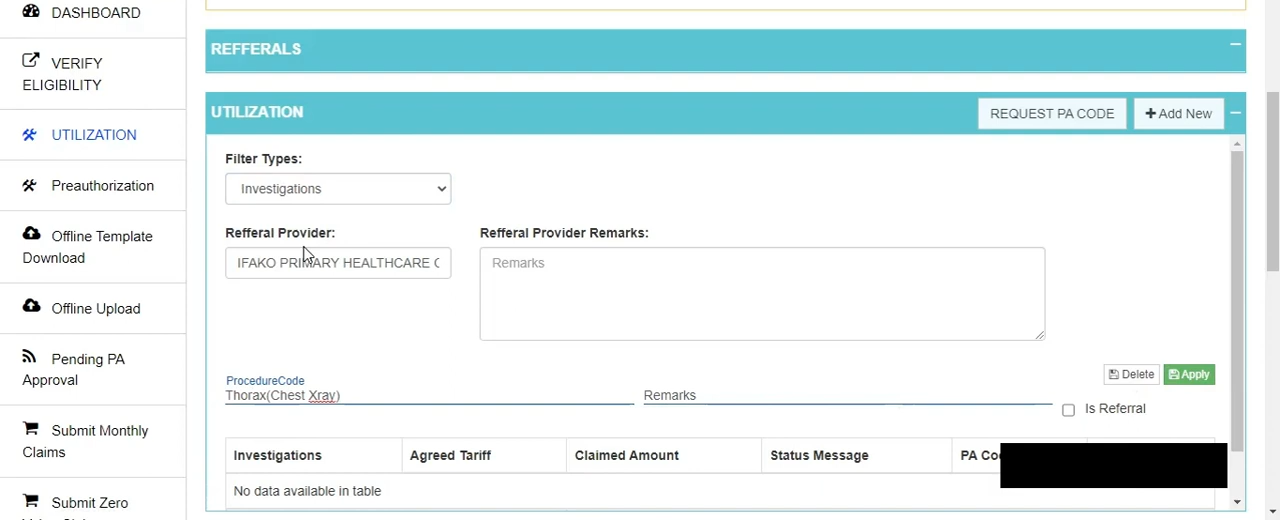 DASHBOARD
VERIFY
ELIGIBILITY
UTILIZATION
Preauthorization
Offline Template
Download
Offline Upload
Pending PA
Approval
Submit Monthly
Claims
Submit Zero
REFFERALS
UTILIZATION
REQUEST PA CODE
Add New
Filter Types:
Investigations
Refferal Provider:
IFAKO PRIMARY HEALTHCARE C
Refferal Provider Remarks:
Remarks
Delete
Apply
ProcedureCode
Thorax(Chest Xray)
Remarks
Is Referral
Investigations
Agreed Tariff
Claimed Amount
Status Message
PA
No data available in table